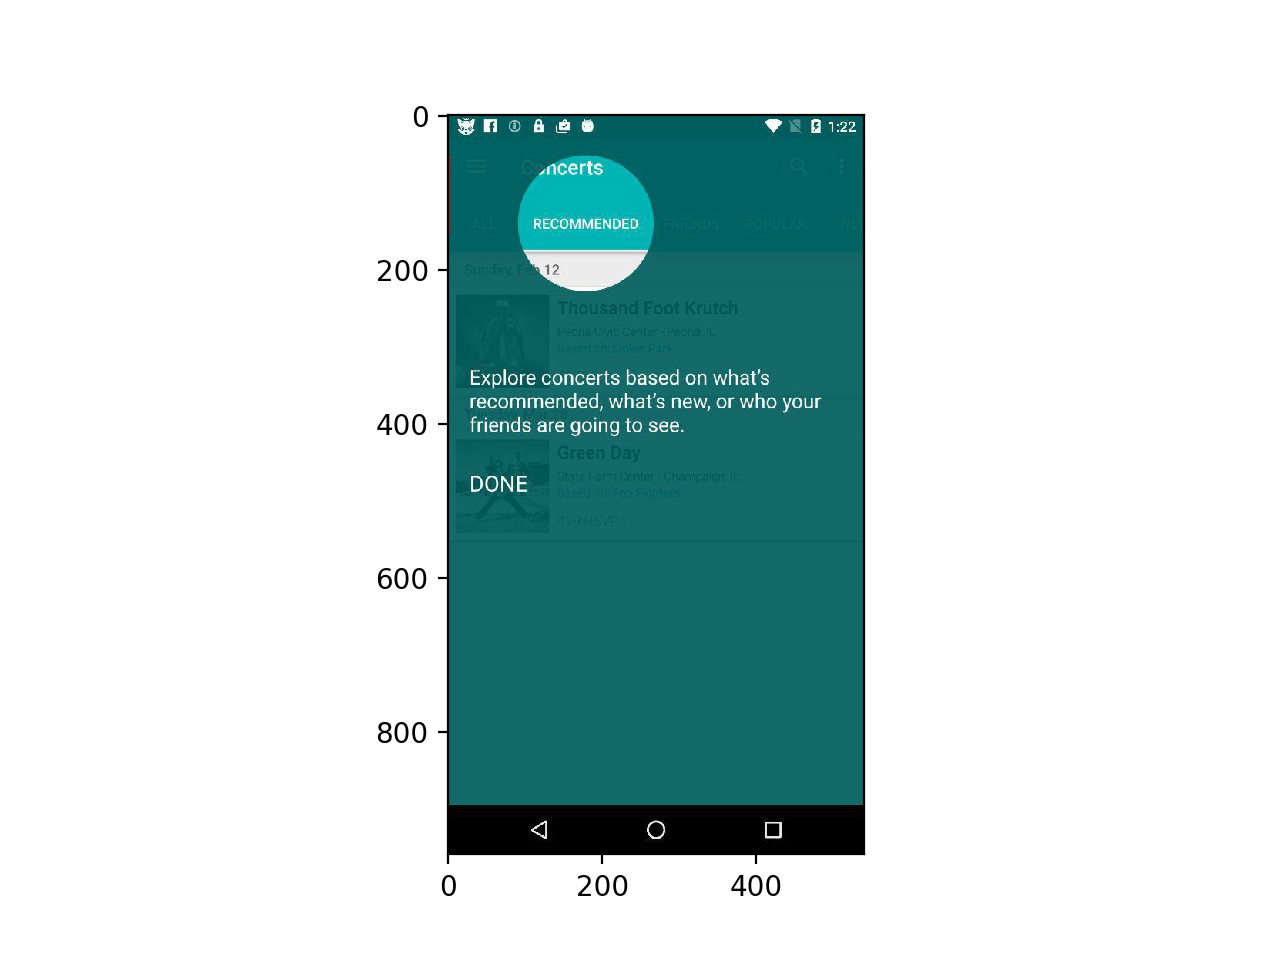 0
1:22
Concerts
ALL RECOMMENDED FRIENDS POPULAR NE
200
Sunday, Feb 12
Thousand Foot Krutch
Peoria Civic Center - Peoria, IL
Based on: Linkin Park
Explore concerts based on what's
recommended, what's new, or who your
friends are going to see.
400
Green Day
State Farm Center - Champaign, IL
Based on: Foo Fighters
DONE
479 RSVPs
600
800
0 200 400